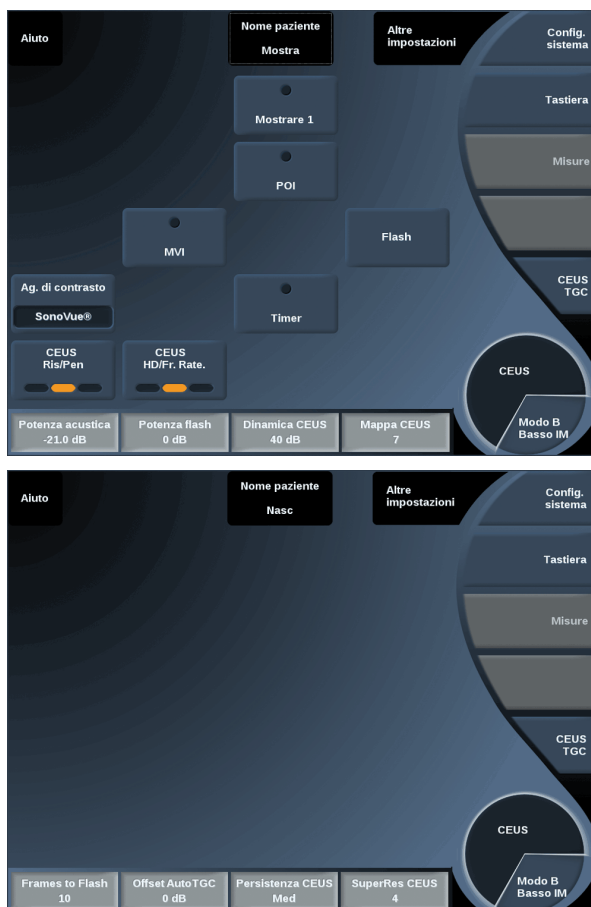 Aiuto
Nome paziente
Mostra
Altre
impostazioni
Config.
sistema
Tastiera
Mostrare 1
Misure
POI
MVI
Flash
Ag. di contrasto
SonoVue®
Timer
CEUS
TGC
CEUS
Ris/Pen
CEUS
HD/Fr. Rate.
CEUS
Modo B
Basso IM
Potenza acustica
-21.0 dB
Potenza flash
0 dB
Dinamica CEUS
40 dB
Mappa CEUS
7
Aiuto
Nome paziente
Nasc
Altre
impostazioni
Config.
sistema
Tastiera
Misure
CEUS
TGC
CEUS
Modo B
Basso IM
Frames to Flash
10
Offset AutoTGC
0 dB
Persistenza CEUS
Med
SuperRes CEUS
4